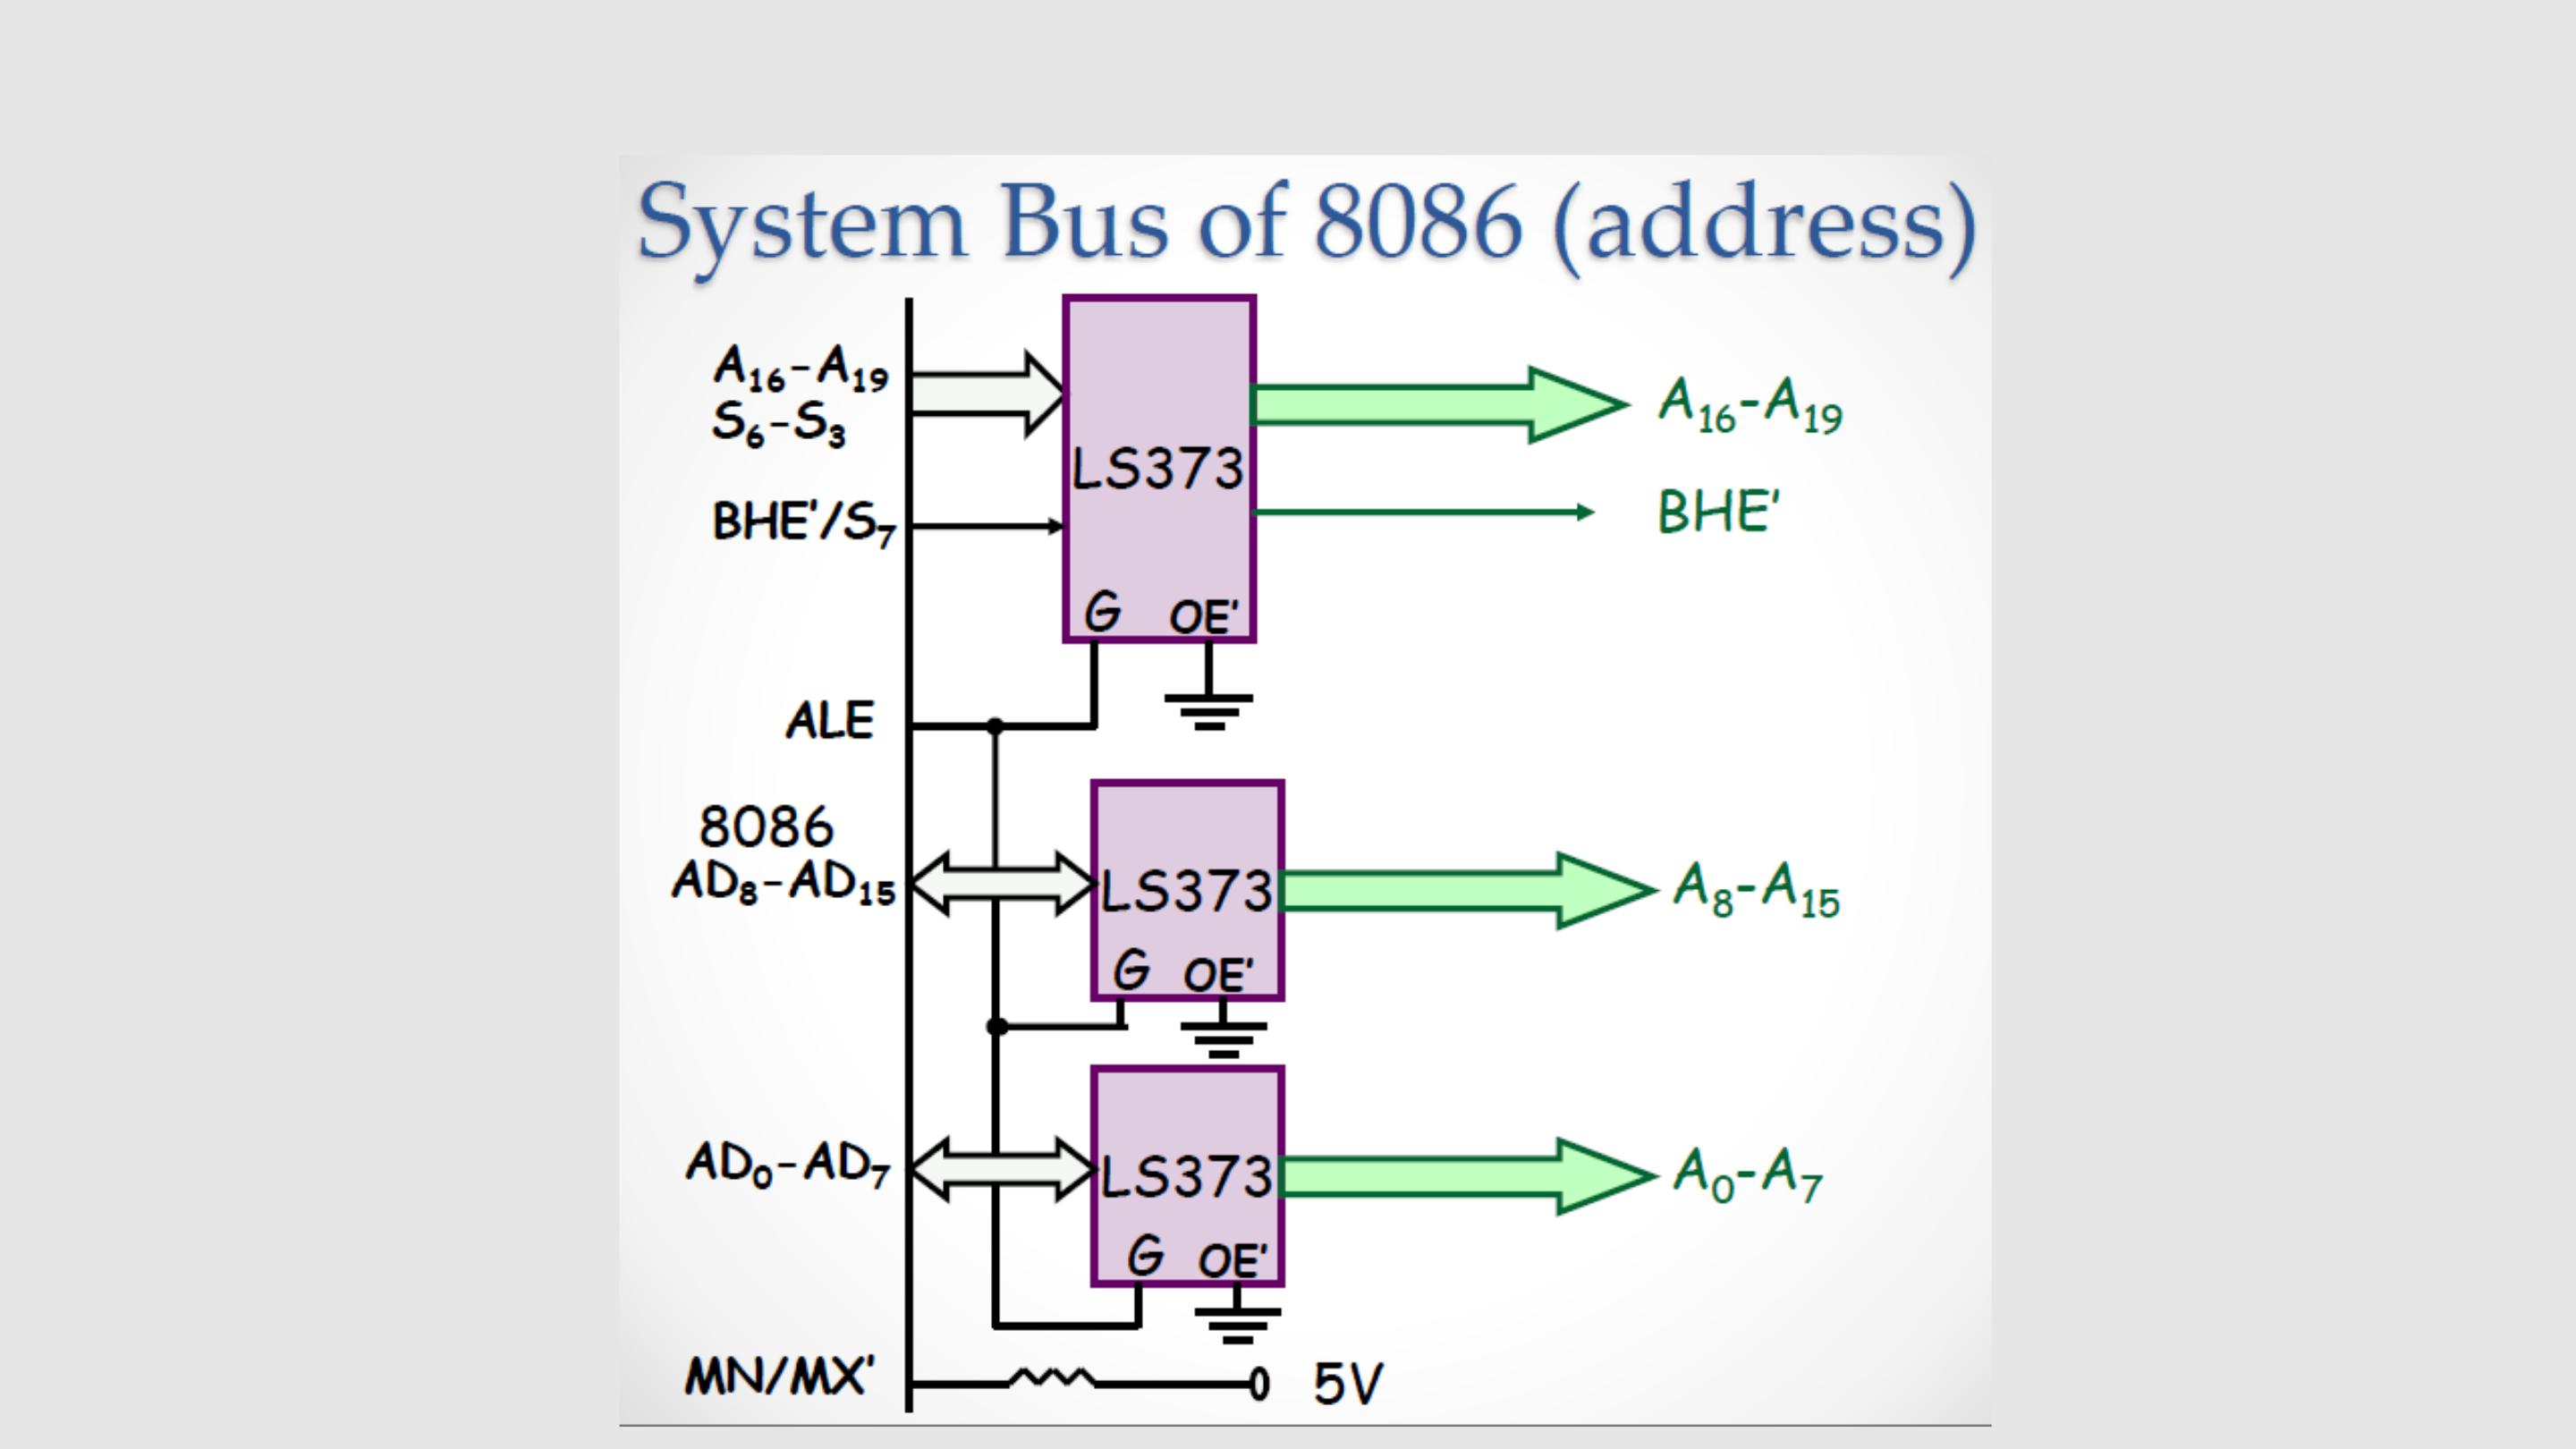 System Bus of 8086 (address)
A₁₆-A₁₉
S₆-S₃
LS373
A₁₆-A₁₉
BHE'/S₇
BHE'
G OE'
ALE
8086
AD₈-AD₁₅
LS373
A₈-A₁₅
G OE'
AD₀-AD₇
LS373
A₀-A₇
G OE'
MN/MX'
5V